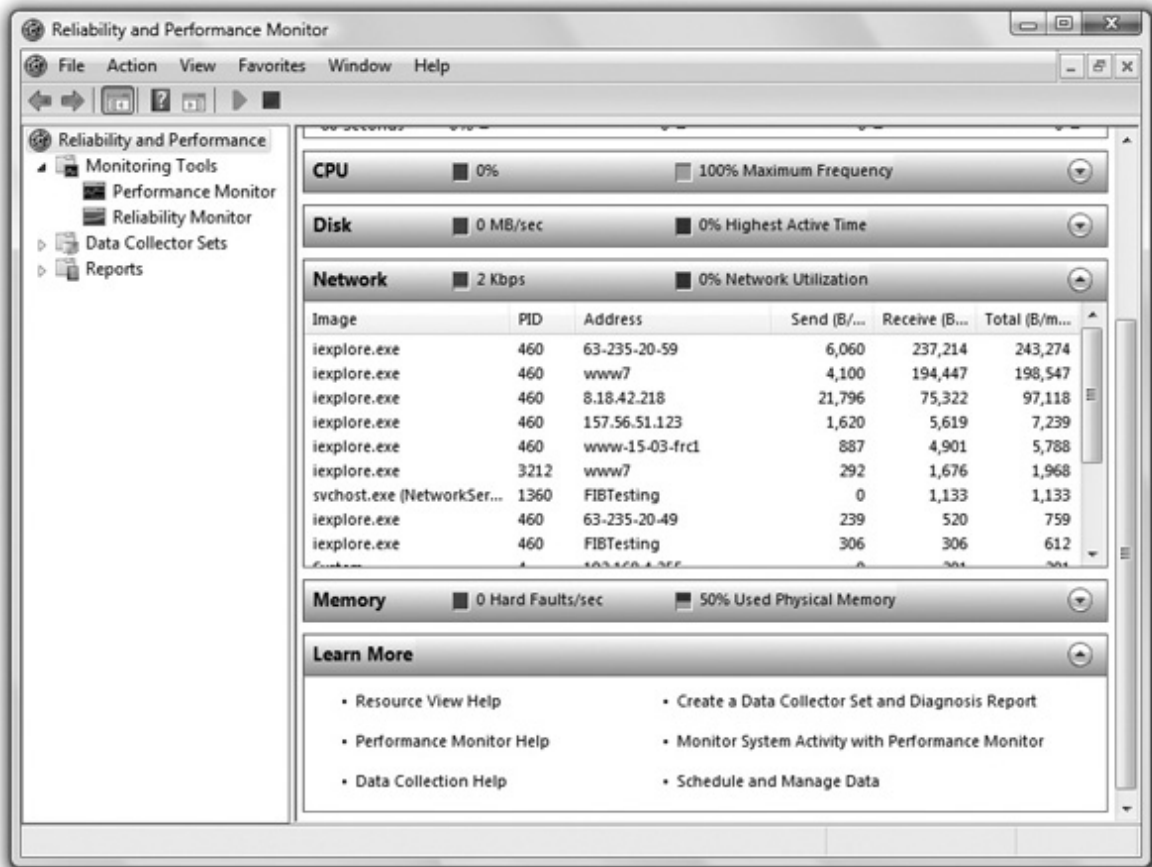 Reliability and Performance Monitor
File Action View Favorites Window Help
Reliability and Performance
Monitoring Tools
Performance Monitor
Reliability Monitor
Data Collector Sets
Reports
CPU 0% 100% Maximum Frequency
Disk 0 MB/sec 0% Highest Active Time
Network 2 Kbps 0% Network Utilization
Image PID Address Send (B/... Receive (B... Total (B/m...
iexplore.exe 460 63-235-20-59 6,060 237,214 243,274
iexplore.exe 460 www7 4,100 194,447 198,547
iexplore.exe 460 8.18.42.218 21,796 75,322 97,118
iexplore.exe 460 157.56.51.123 1,620 5,619 7,239
iexplore.exe 460 www-15-03-frc1 887 4,901 5,788
iexplore.exe 3212 www7 292 1,676 1,968
svchost.exe (NetworkSer... 1360 FIBTesting 0 1,133 1,133
iexplore.exe 460 63-235-20-49 239 520 759
iexplore.exe 460 FIBTesting 306 306 612
Memory 0 Hard Faults/sec 50% Used Physical Memory
Learn More
• Resource View Help • Create a Data Collector Set and Diagnosis Report
• Performance Monitor Help • Monitor System Activity with Performance Monitor
• Data Collection Help • Schedule and Manage Data